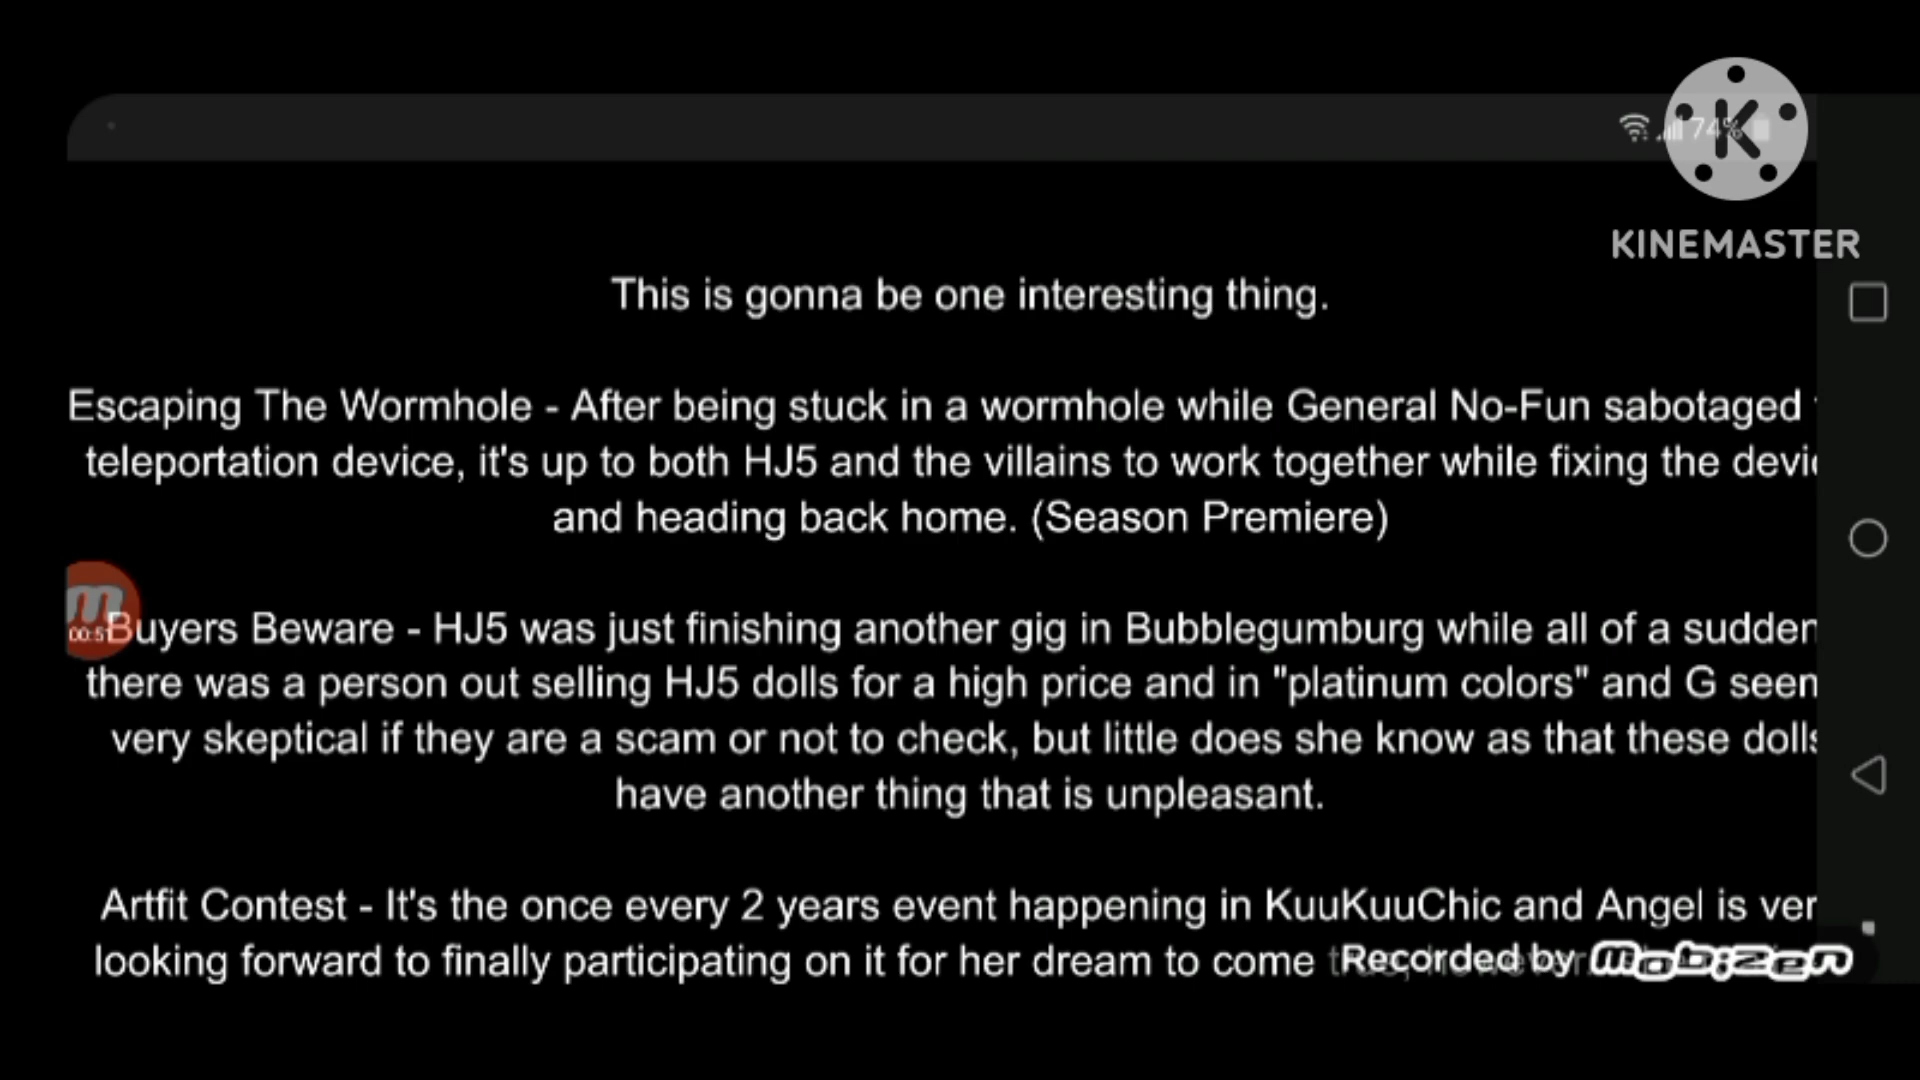 74%
K
KINEMASTER
This is gonna be one interesting thing.
Escaping The Wormhole - After being stuck in a wormhole while General No-Fun sabotaged
teleportation device, it's up to both HJ5 and the villains to work together while fixing the devic
and heading back home. (Season Premiere)
m
00:51
Buyers Beware - HJ5 was just finishing another gig in Bubblegumburg while all of a sudden
there was a person out selling HJ5 dolls for a high price and in "platinum colors" and G seem
very skeptical if they are a scam or not to check, but little does she know as that these dolls
have another thing that is unpleasant.
Artfit Contest - It's the once every 2 years event happening in KuuKuuChic and Angel is ver
looking forward to finally participating on it for her dream to come
Recorded by mobizen